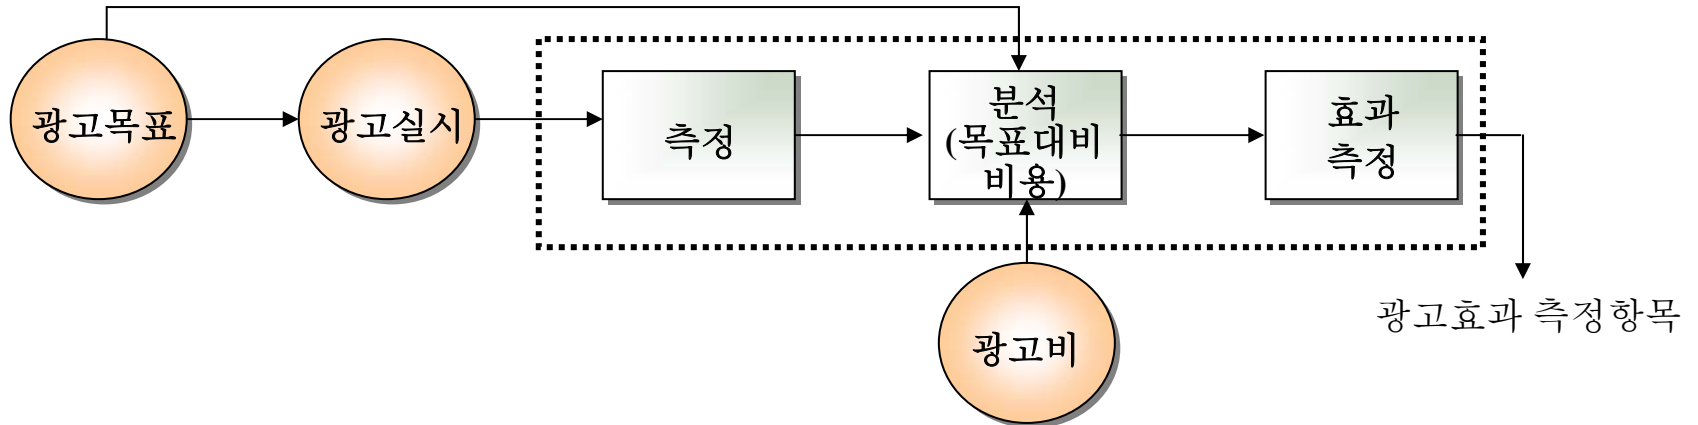 광고목표
광고실시
측정
분석
(목표대비
비용)
효과
측정
광고비
광고효과 측정항목